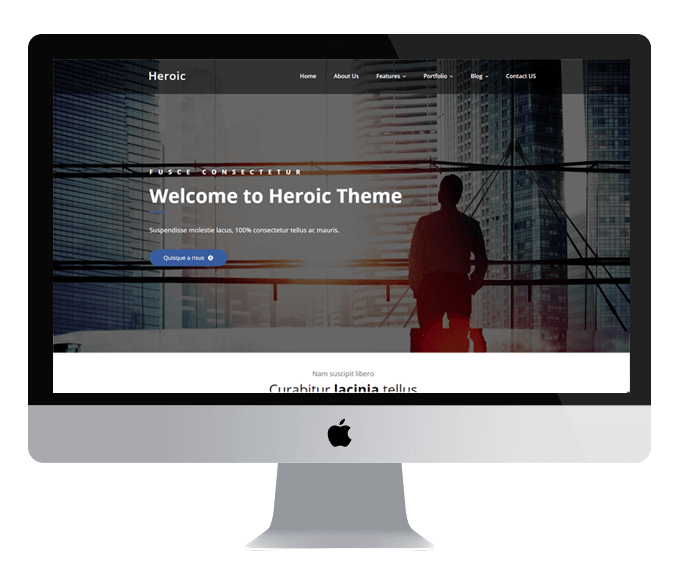 Heroic
Home About Us Features Portfolio Blog Contact US
FUSCE CONSECTETUR
Welcome to Heroic Theme
Suspendisse molestie lacus, 100% consectetur tellus ac mauris.
Quisque a risus
Nam suscipit libero
Curabitur lacinia tellus